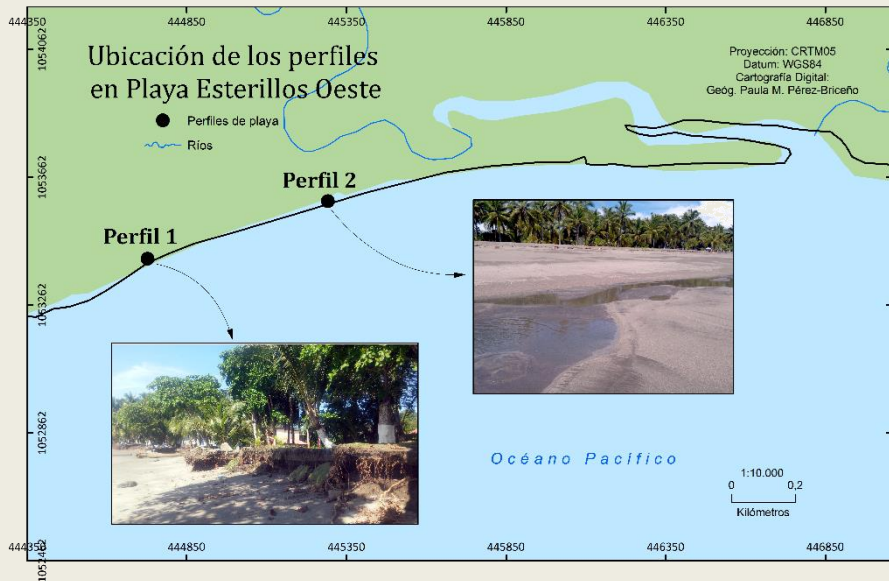 444350 444850 445350 445850 446350 446850
1054062
Ubicación de los perfiles
en Playa Esterillos Oeste
Perfiles de playa
Ríos
Proyección: CRTM05
Datum: WGS84
Cartografía Digital:
Geóg. Paula M. Pérez-Briceño
1053662
Perfil 2
Perfil 1
1053262
1052862
Océano Pacífico
1:10.000
0 0,2
Kilómetros
444350 444850 445350 445850 446350 446850
1052462